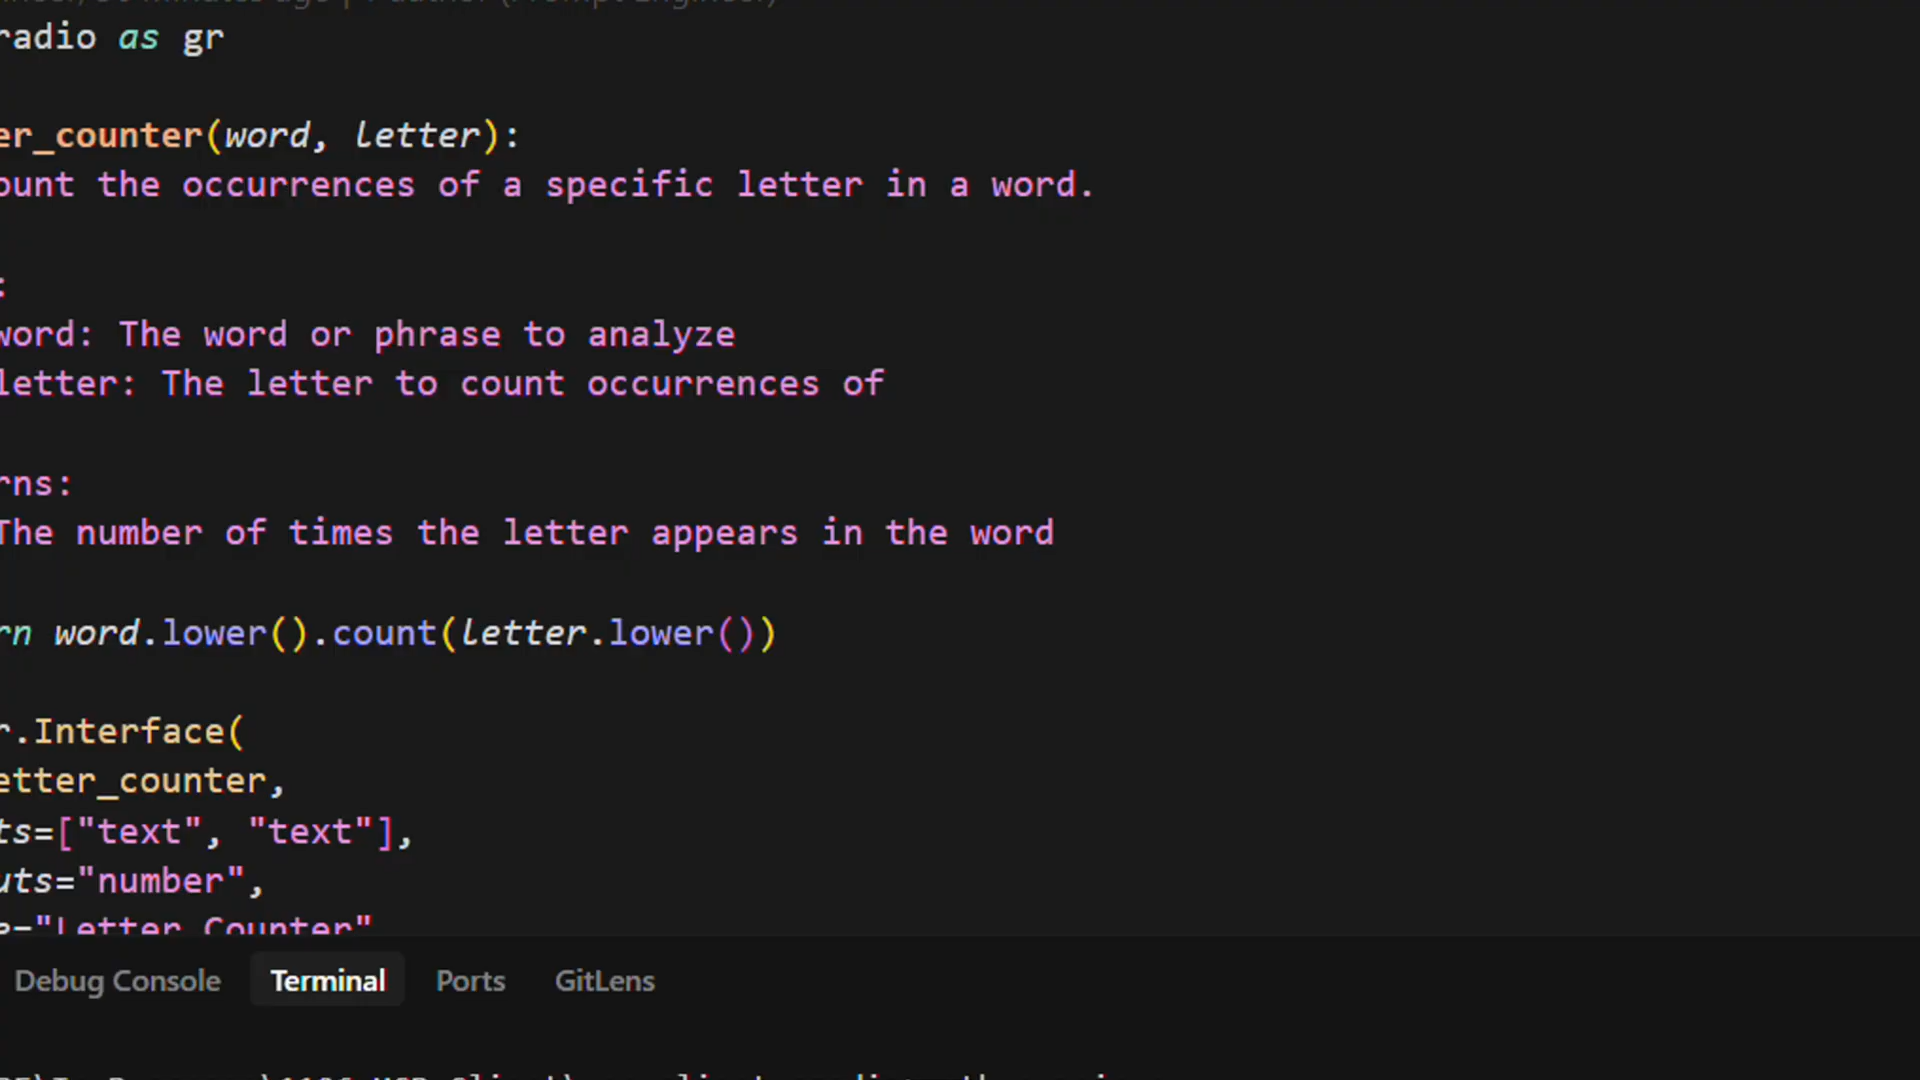 radio as gr
er_counter(word, letter):
ount the occurrences of a specific letter in a word.
:
word: The word or phrase to analyze
letter: The letter to count occurrences of
rns:
The number of times the letter appears in the word
rn word.lower().count(letter.lower())
r.Interface(
etter_counter,
ts=["text", "text"],
uts="number",
e="Letter Counter"
Debug Console Terminal Ports GitLens